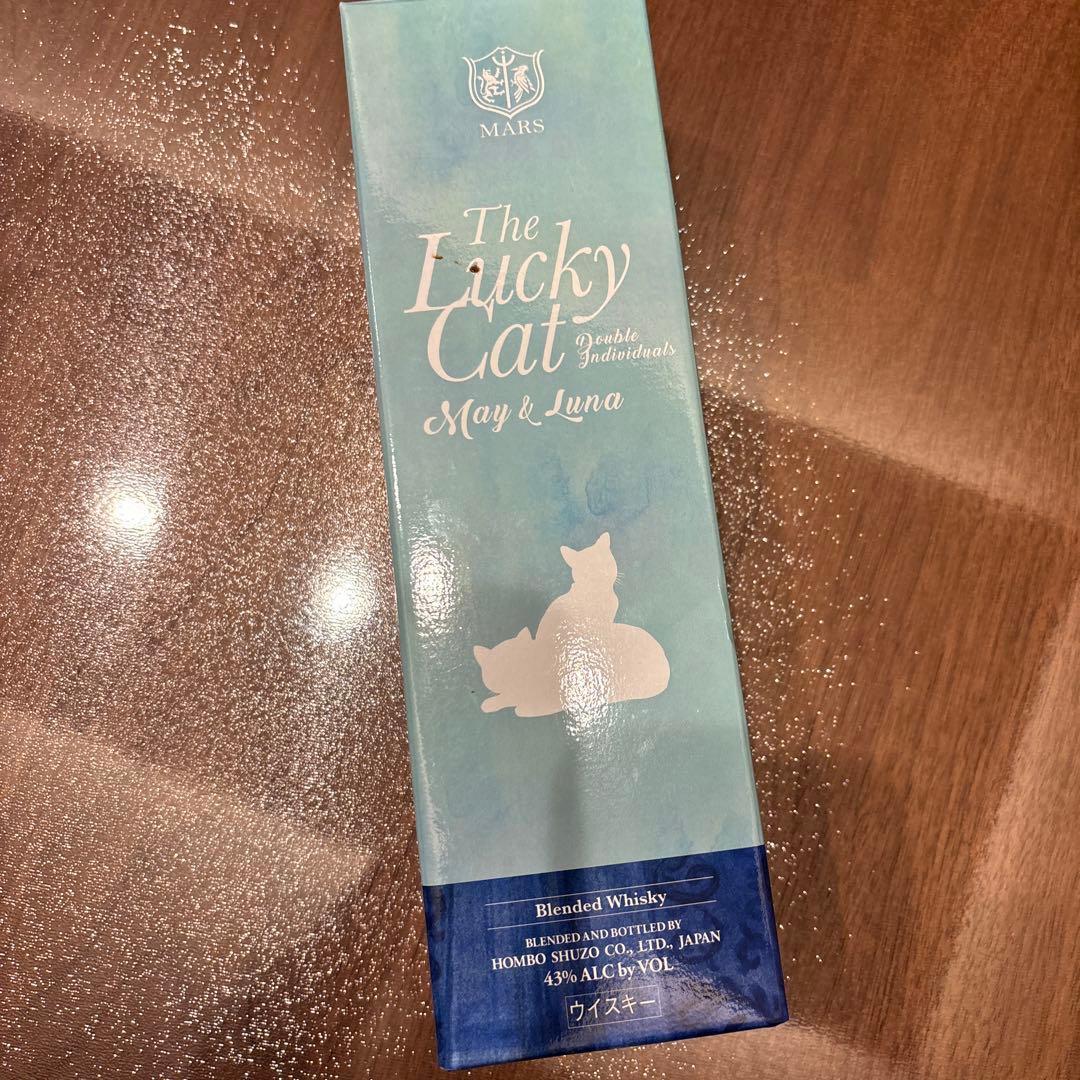 MARS
The
Lucky
Cat
Double
Individuals
May & Luna
Blended Whisky
BLENDED AND BOTTLED BY
HOMBO SHUZO CO., LTD., JAPAN
43% ALC by VOL
ウイスキー